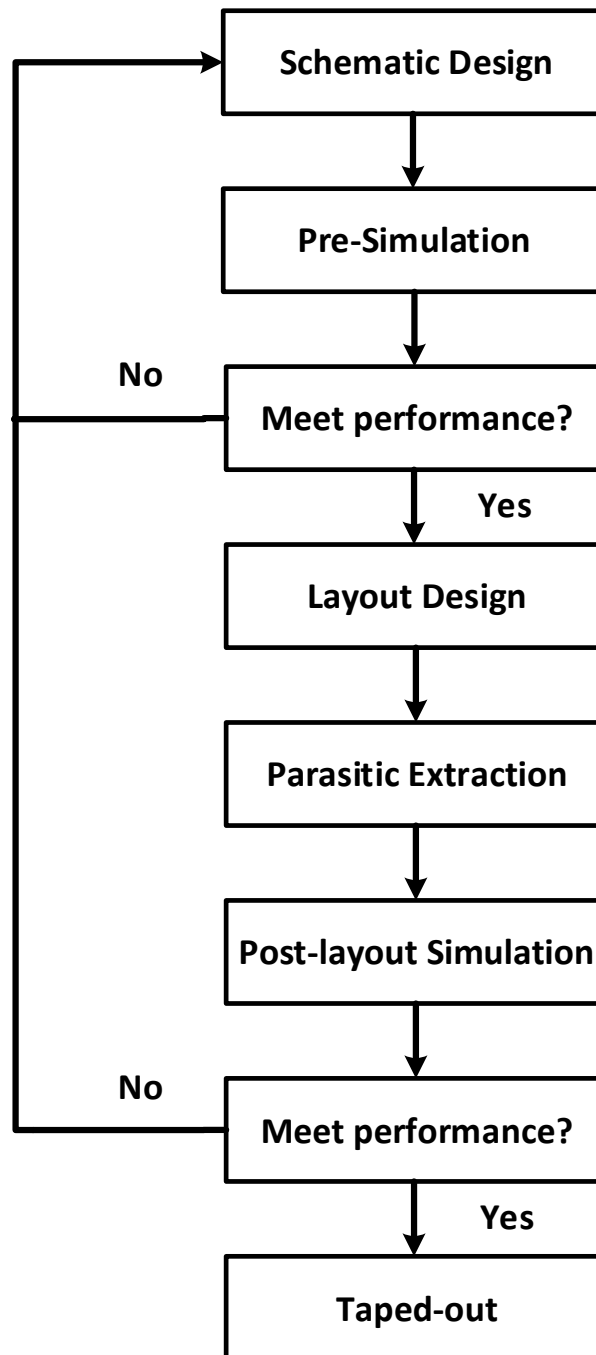 Schematic Design
Pre-Simulation
No
Meet performance?
Yes
Layout Design
Parasitic Extraction
Post-layout Simulation
No
Meet performance?
Yes
Taped-out